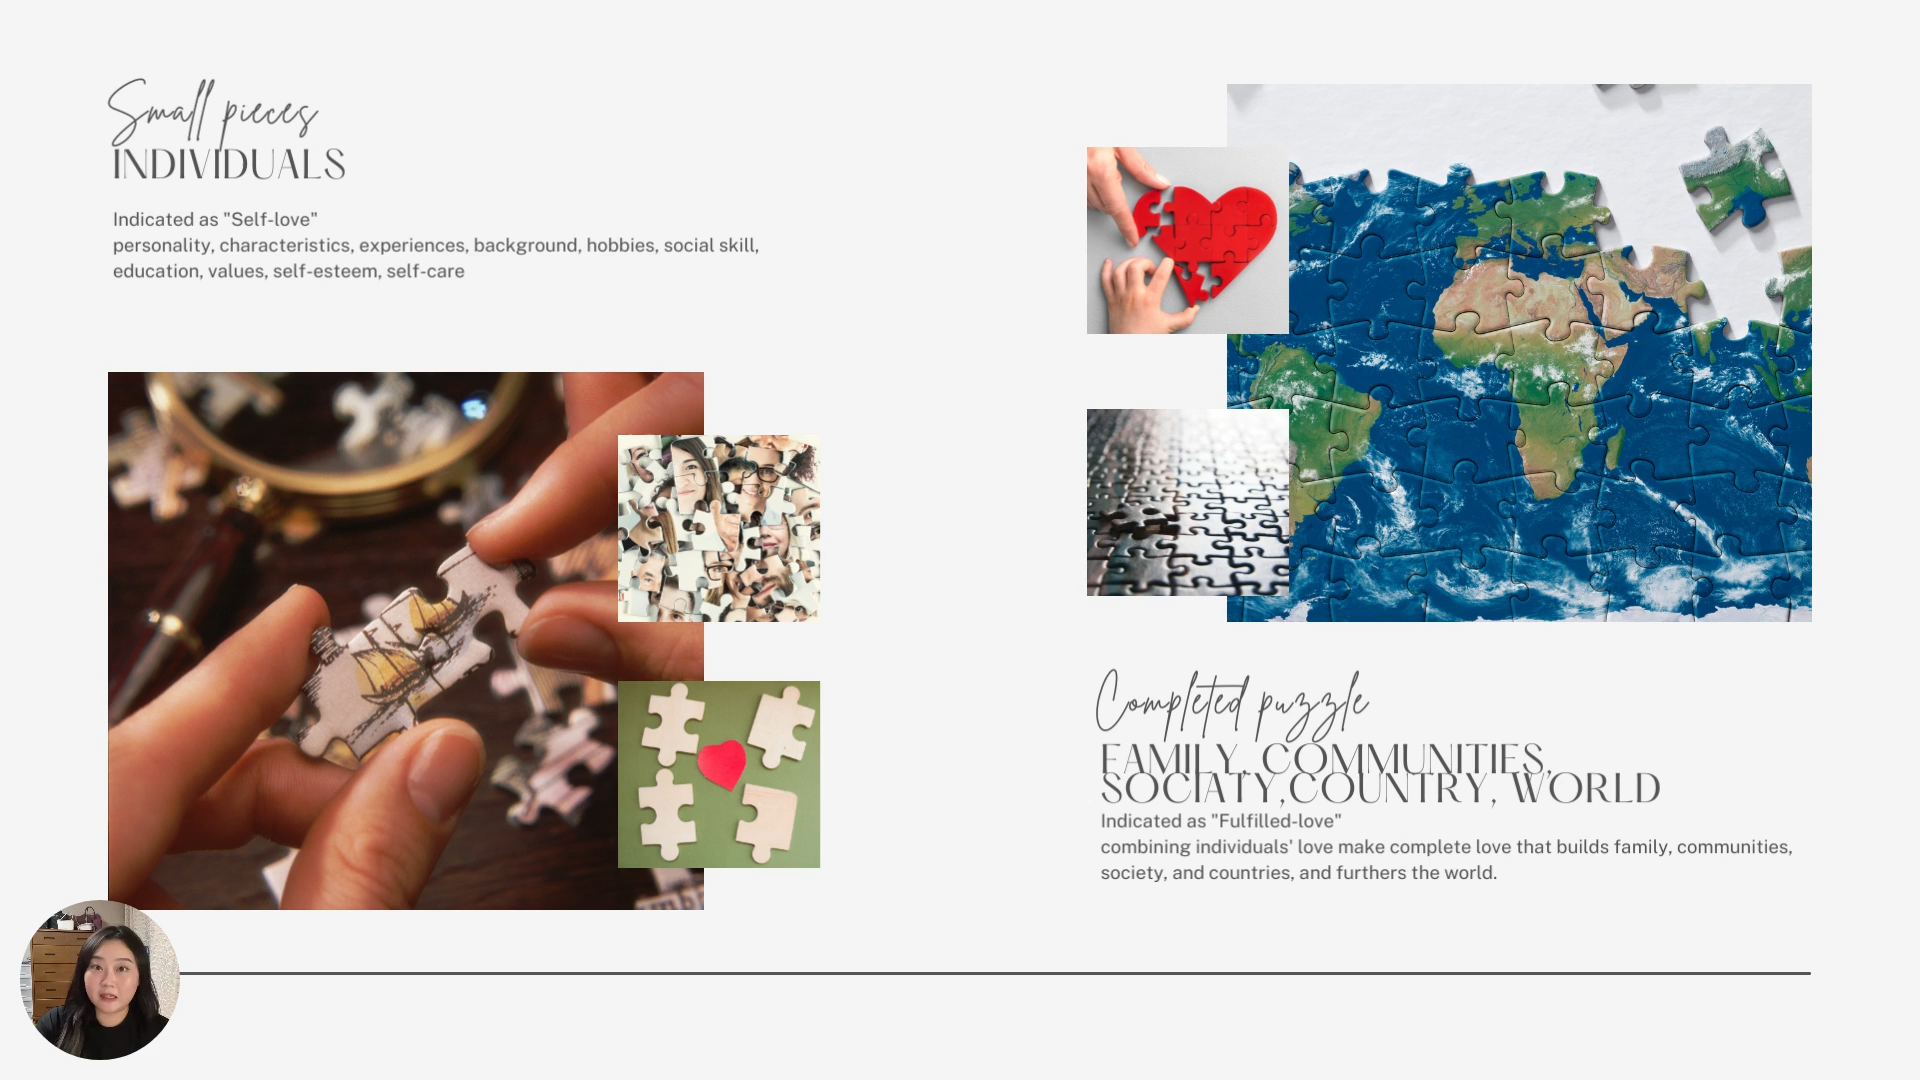 Small pieces
INDIVIDUALS
Indicated as "Self-love"
personality, characteristics, experiences, background, hobbies, social skill,
education, values, self-esteem, self-care
Completed puzzle
FAMILY, COMMUNITIES,
SOCIATY,COUNTRY, WORLD
Indicated as "Fulfilled-love"
combining individuals' love make complete love that builds family, communities,
society, and countries, and furthers the world.